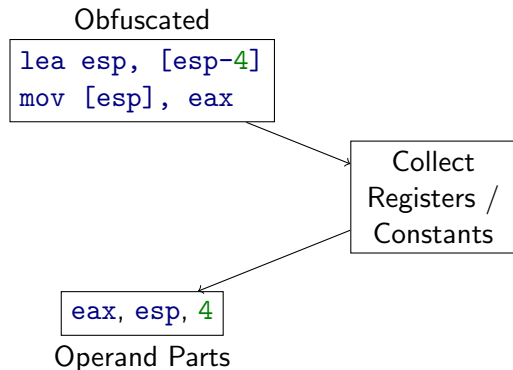 Obfuscated
lea esp, [esp-4]
mov [esp], eax
Collect
Registers /
Constants
eax, esp, 4
Operand Parts